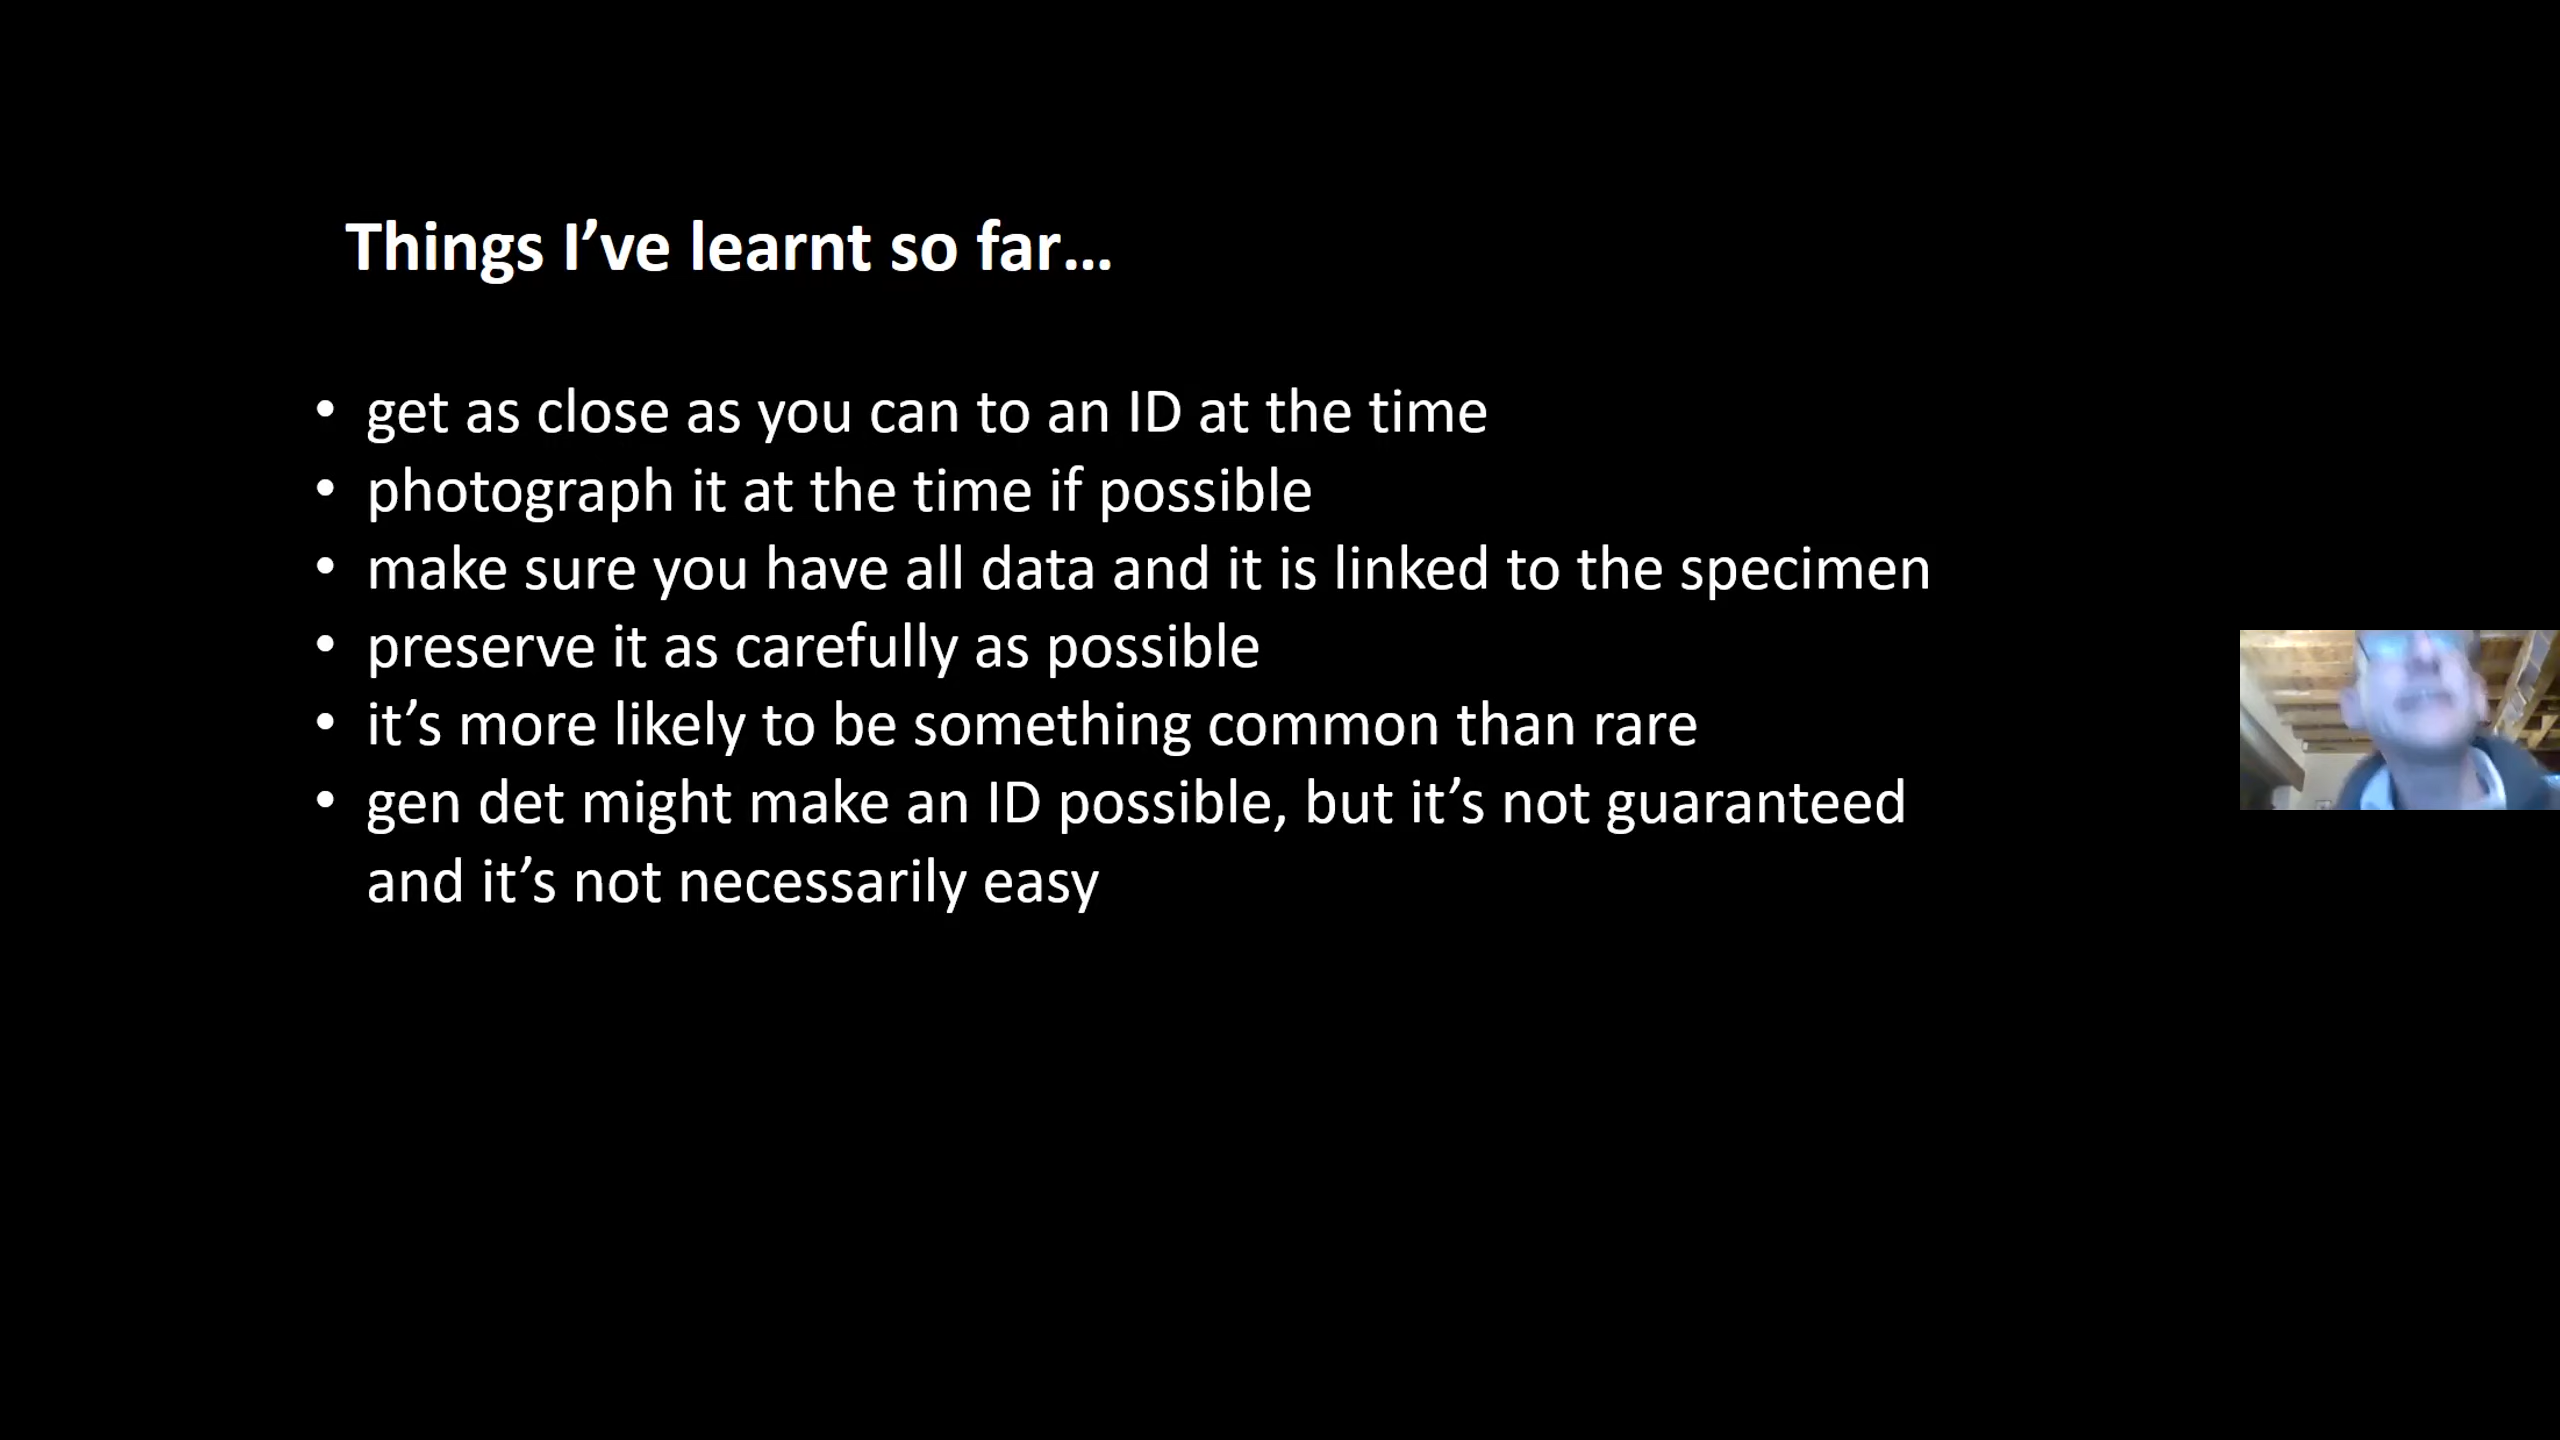 Things I’ve learnt so far…
• get as close as you can to an ID at the time
• photograph it at the time if possible
• make sure you have all data and it is linked to the specimen
• preserve it as carefully as possible
• it’s more likely to be something common than rare
• gen det might make an ID possible, but it’s not guaranteed
and it’s not necessarily easy